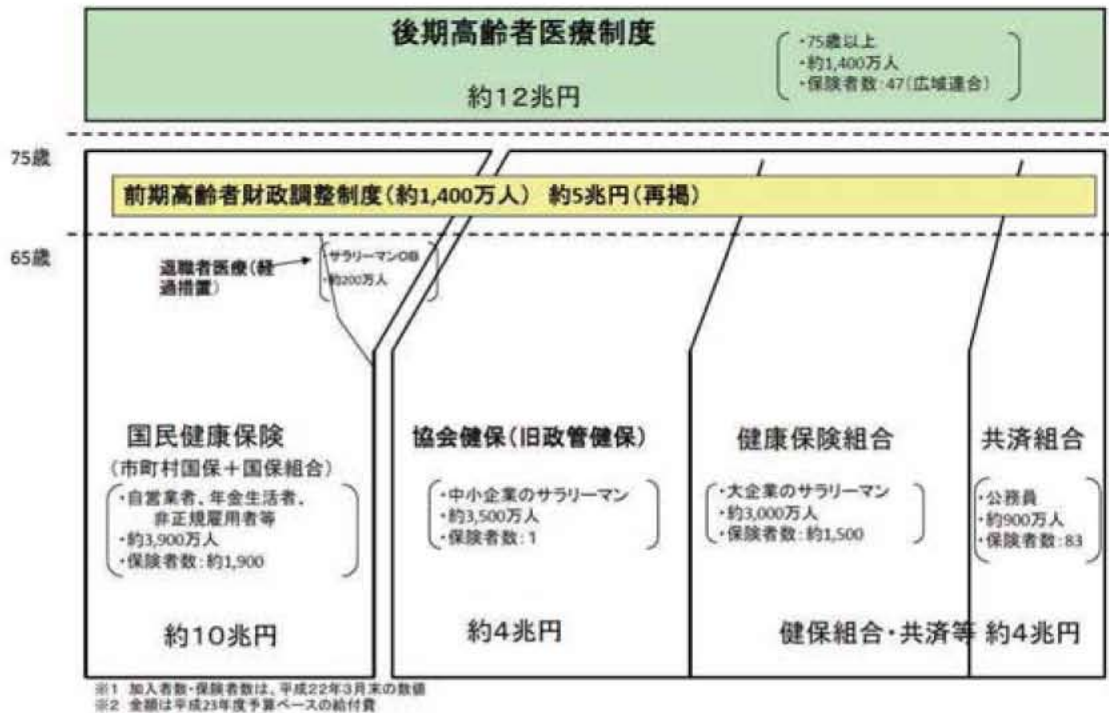 後期高齢者医療制度
約12兆円
・75歳以上
・約1,400万人
・保険者数:47(広域連合)
75歳
前期高齢者財政調整制度(約1,400万人) 約5兆円(再掲)
65歳
退職者医療(経
過措置)
・サラリーマンOB
・約200万人
国民健康保険
(市町村国保+国保組合)
・自営業者、年金生活者、
非正規雇用者等
・約3,900万人
・保険者数:約1,900
約10兆円
協会健保(旧政管健保)
・中小企業のサラリーマン
・約3,500万人
・保険者数:1
約4兆円
健康保険組合
・大企業のサラリーマン
・約3,000万人
・保険者数:約1,500
共済組合
・公務員
・約900万人
・保険者数:83
健保組合・共済等 約4兆円
※1 加入者数・保険者数は、平成22年3月末の数値
※2 金額は平成23年度予算ベースの給付費